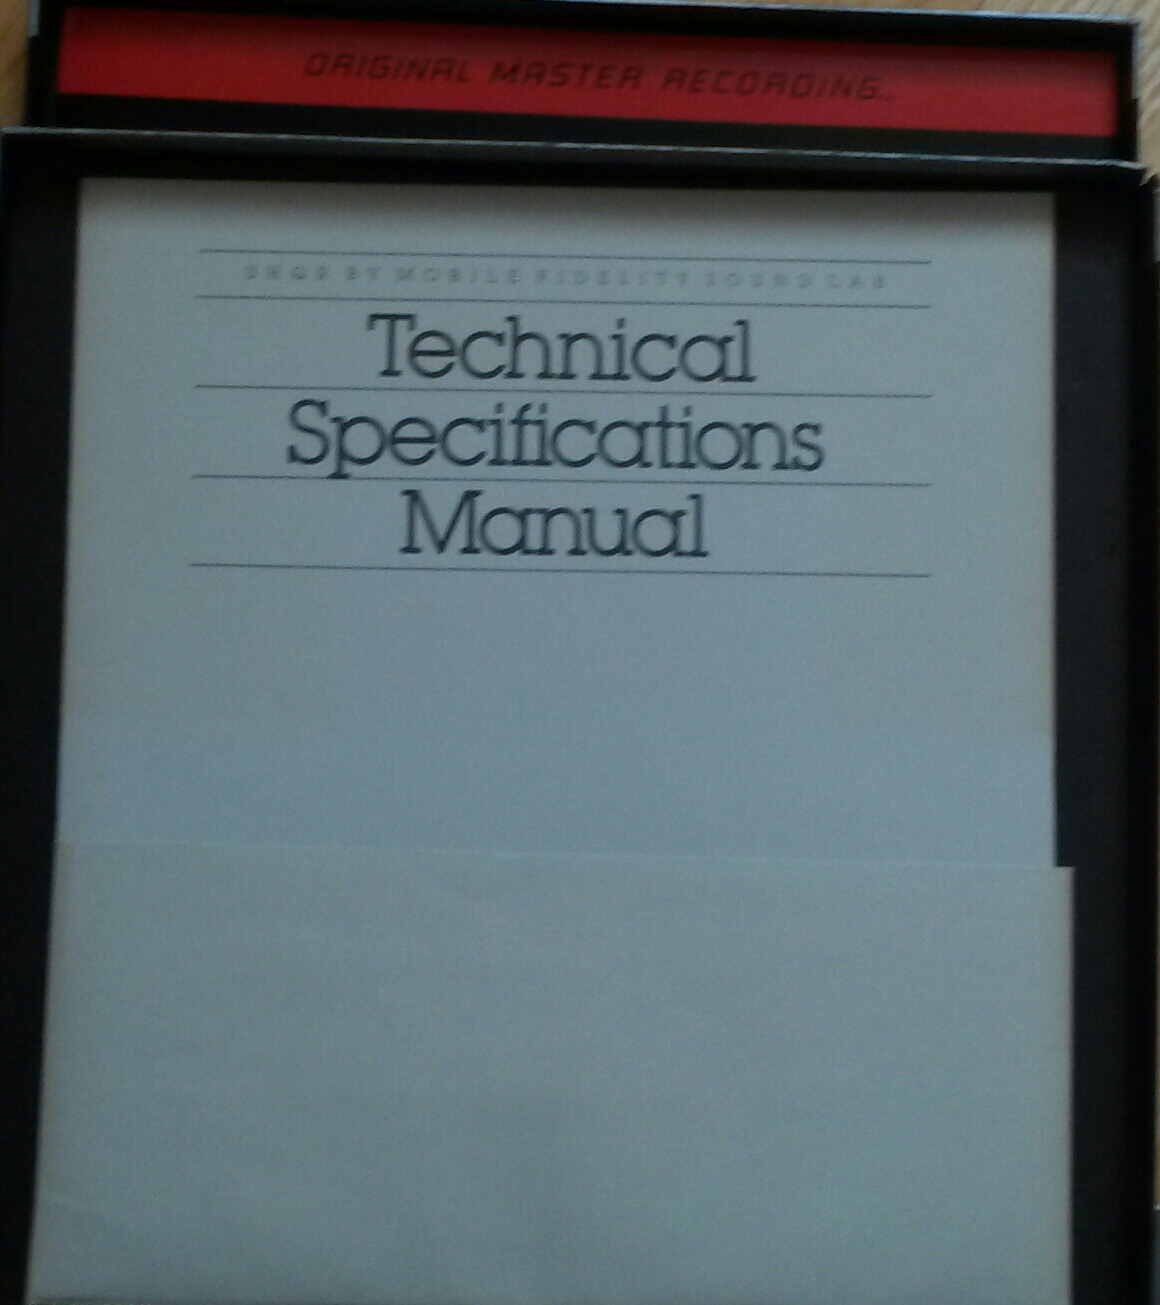 ORIGINAL MASTER RECORDING
UHQR BY MOBILE FIDELITY SOUND LAB
Technical
Specifications
Manual